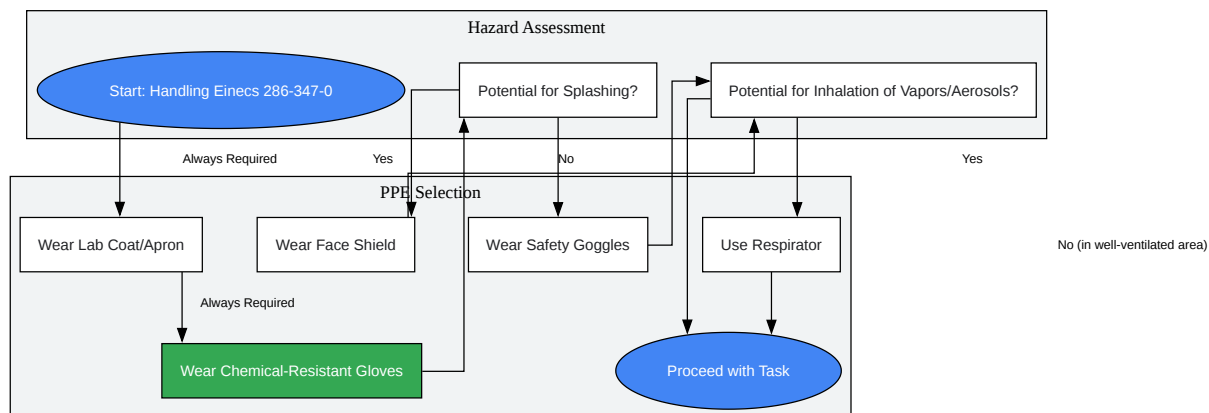 Hazard Assessment
Start: Handling Einecs 286-347-0
Potential for Splashing?
Potential for Inhalation of Vapors/Aerosols?
Always Required
Yes
No
Yes
PPE Selection
Wear Lab Coat/Apron
Wear Face Shield
Wear Safety Goggles
Use Respirator
No (in well-ventilated area)
Always Required
Wear Chemical-Resistant Gloves
Proceed with Task